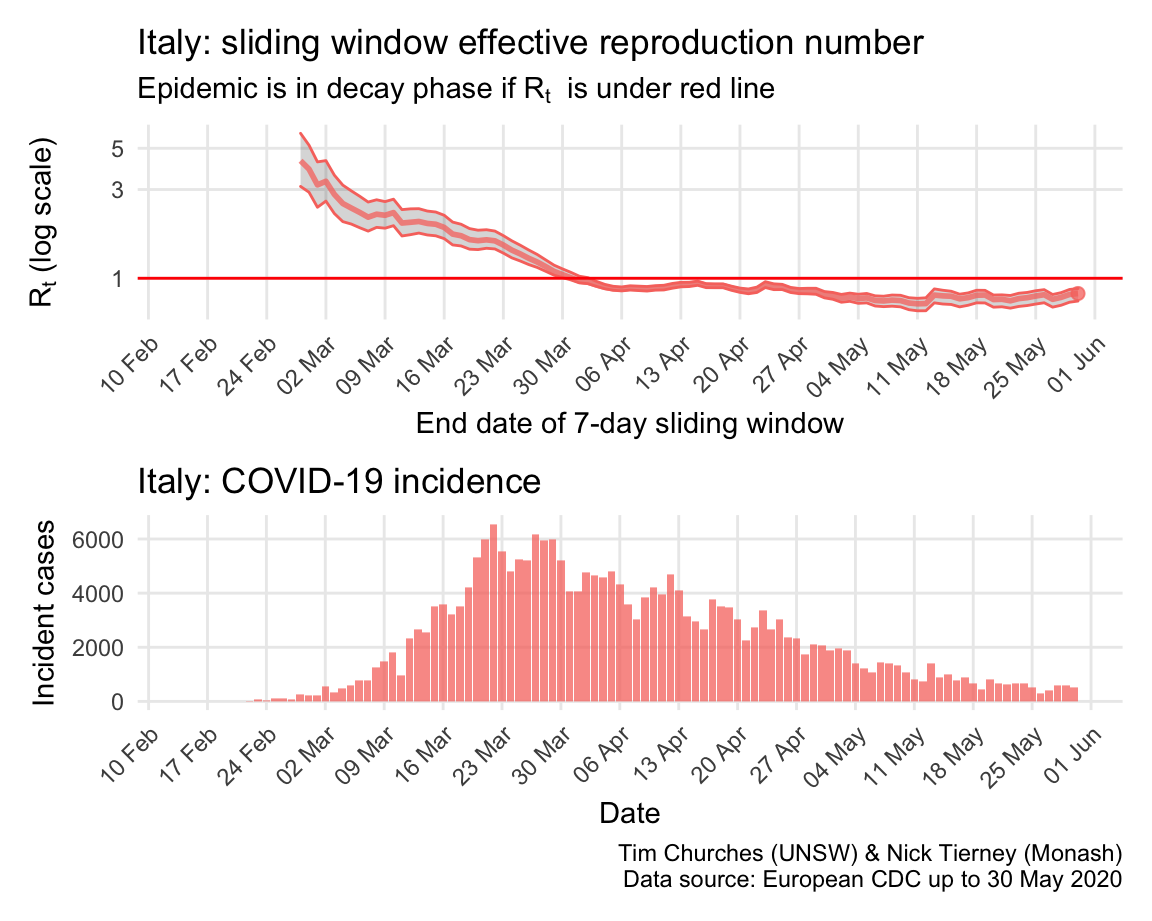 Italy: sliding window effective reproduction number
Epidemic is in decay phase if Rt is under red line
Rt (log scale)
5
3
1
10 Feb
17 Feb
24 Feb
02 Mar
09 Mar
16 Mar
23 Mar
30 Mar
06 Apr
13 Apr
20 Apr
27 Apr
04 May
11 May
18 May
25 May
01 Jun
End date of 7-day sliding window
Italy: COVID-19 incidence
Incident cases
6000
4000
2000
0
10 Feb
17 Feb
24 Feb
02 Mar
09 Mar
16 Mar
23 Mar
30 Mar
06 Apr
13 Apr
20 Apr
27 Apr
04 May
11 May
18 May
25 May
01 Jun
Date
Tim Churches (UNSW) & Nick Tierney (Monash)
Data source: European CDC up to 30 May 2020